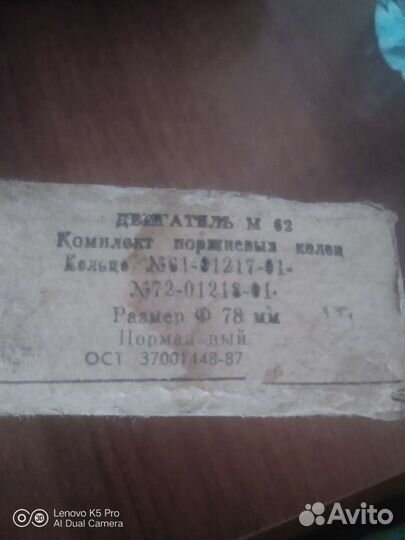 ДВИГАТЕЛЬ М 62
Комплект поршневых колец
Кольцо №61-01217-01-
№72-01218-01-
Размер Ф 78 мм
Нормальный
ОСТ 37001448-87
Lenovo K5 Pro
AI Dual Camera
Avito